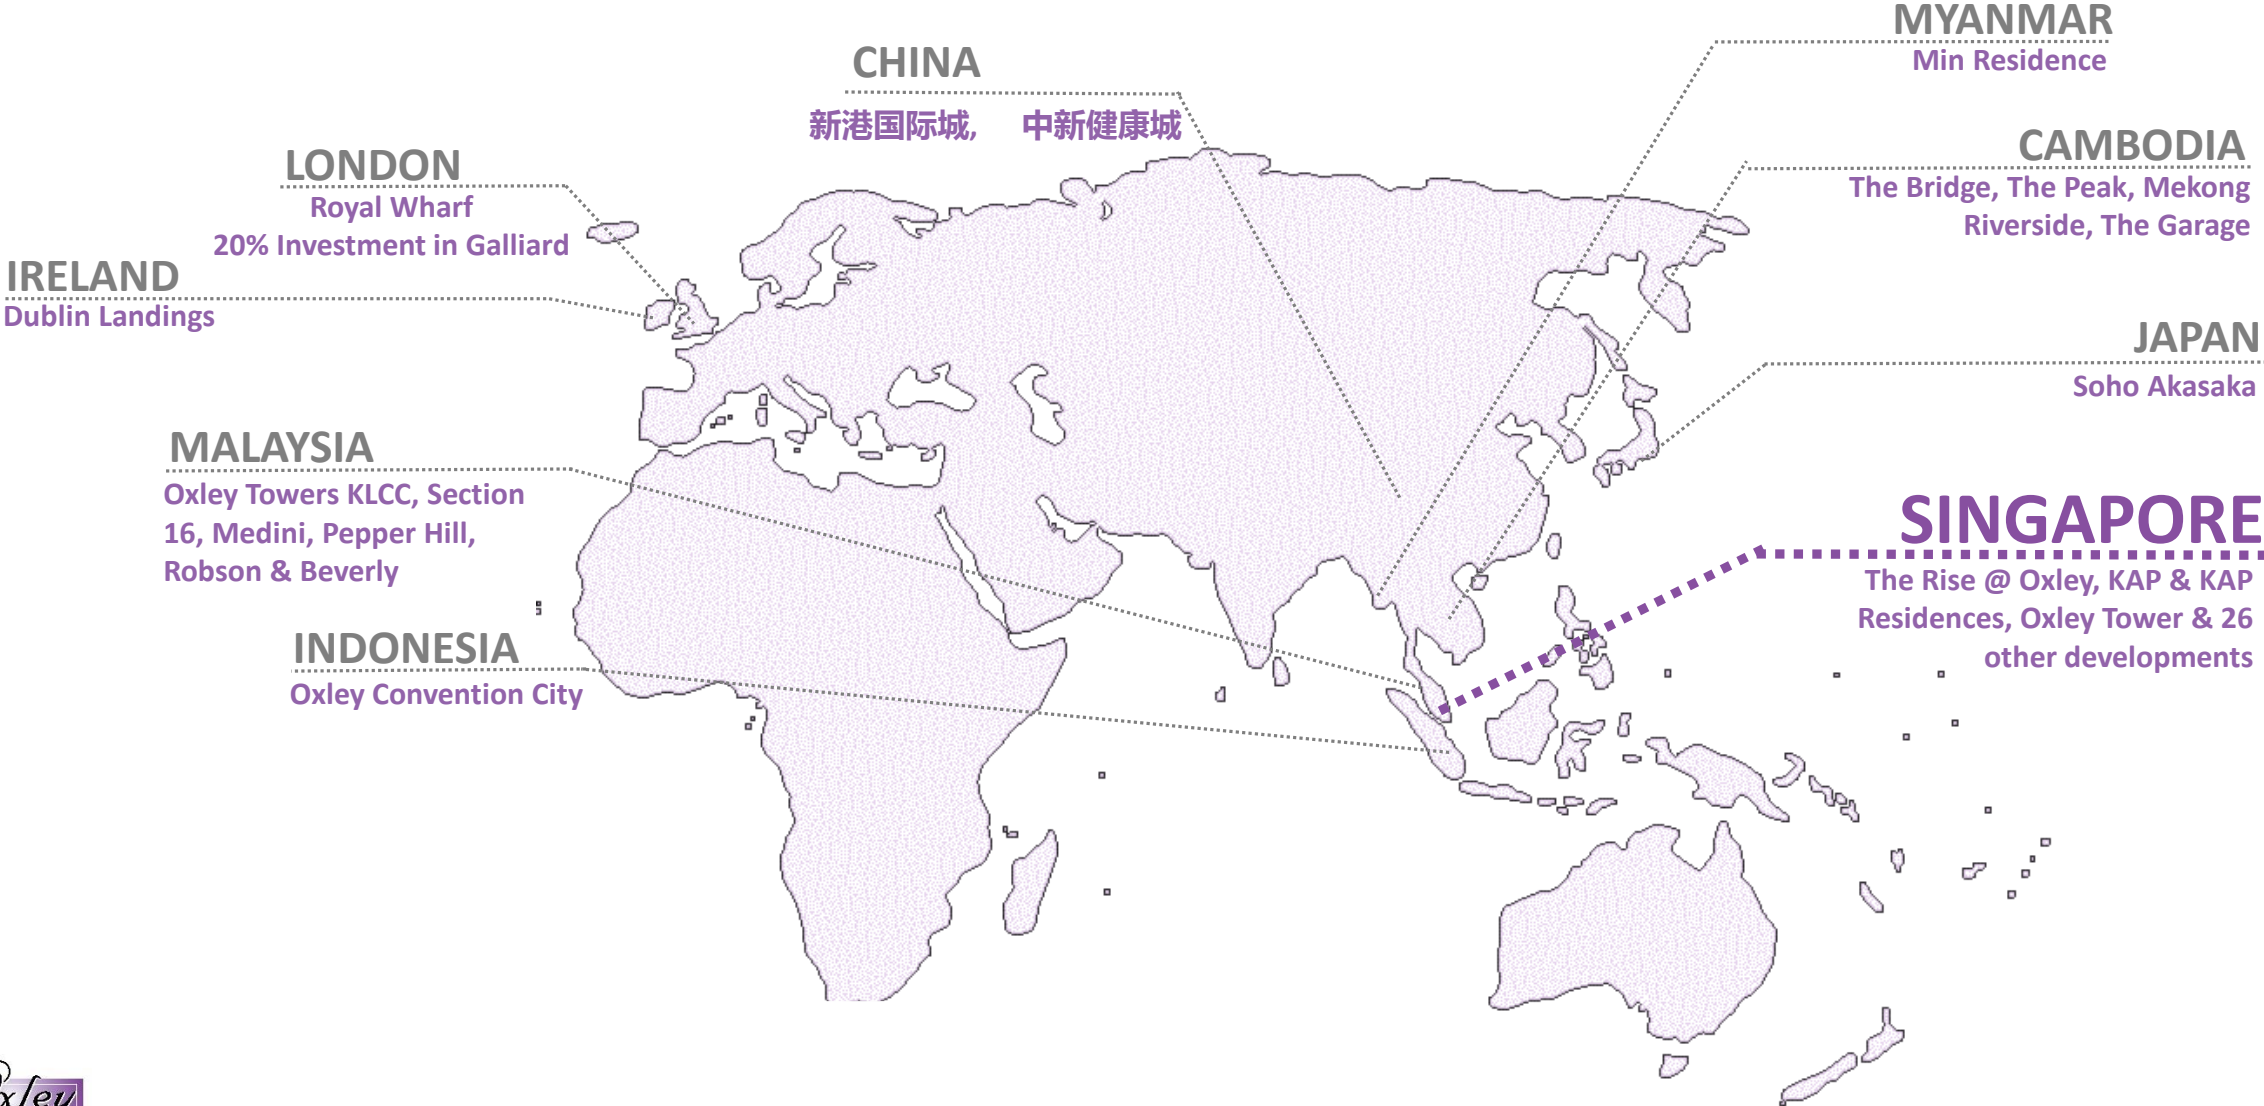 MYANMAR
Min Residence
CHINA
新港国际城, 中新健康城
CAMBODIA
The Bridge, The Peak, Mekong
Riverside, The Garage
LONDON
Royal Wharf
20% Investment in Galliard
IRELAND
Dublin Landings
JAPAN
Soho Akasaka
MALAYSIA
Oxley Towers KLCC, Section
16, Medini, Pepper Hill,
Robson & Beverly
SINGAPORE
The Rise @ Oxley, KAP & KAP
Residences, Oxley Tower & 26
other developments
INDONESIA
Oxley Convention City
Oxley